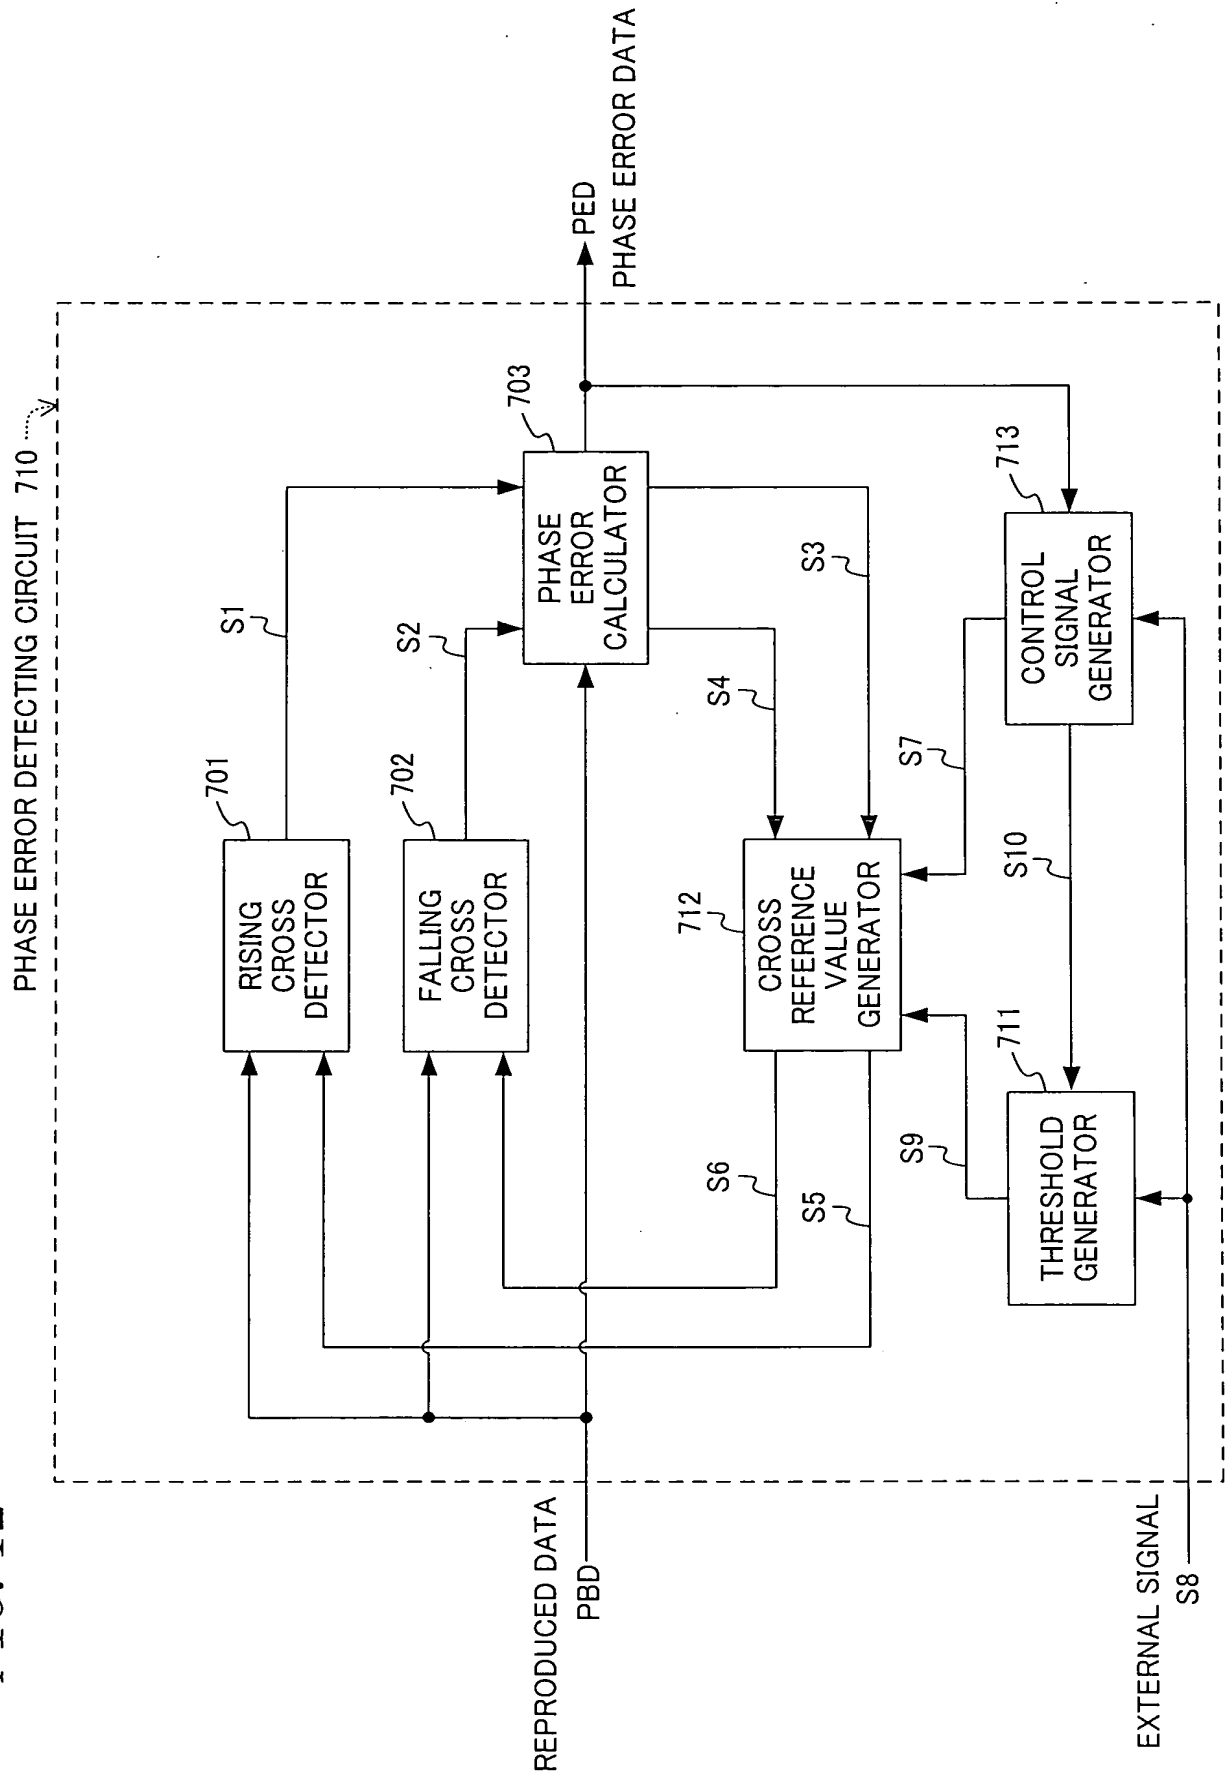 PHASE ERROR DETECTING CIRCUIT 710
701
RISING
CROSS
DETECTOR
S1
702
FALLING
CROSS
DETECTOR
S2
703
PHASE
ERROR
CALCULATOR
PED
PHASE ERROR DATA
REPRODUCED DATA
PBD
S6
S5
712
CROSS
REFERENCE
VALUE
GENERATOR
S4
S3
S9
711
THRESHOLD
GENERATOR
S10
S7
713
CONTROL
SIGNAL
GENERATOR
EXTERNAL SIGNAL
S8